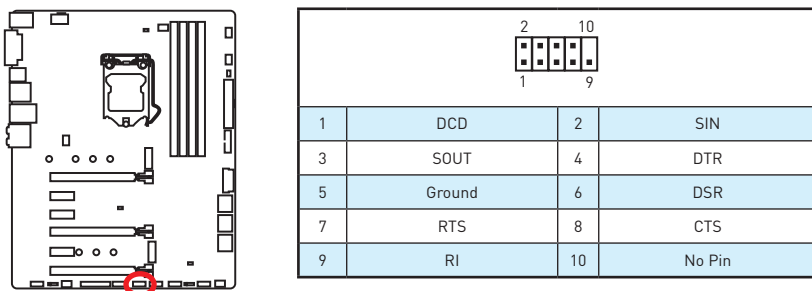 2 10
1 9
1 DCD 2 SIN
3 SOUT 4 DTR
5 Ground 6 DSR
7 RTS 8 CTS
9 RI 10 No Pin